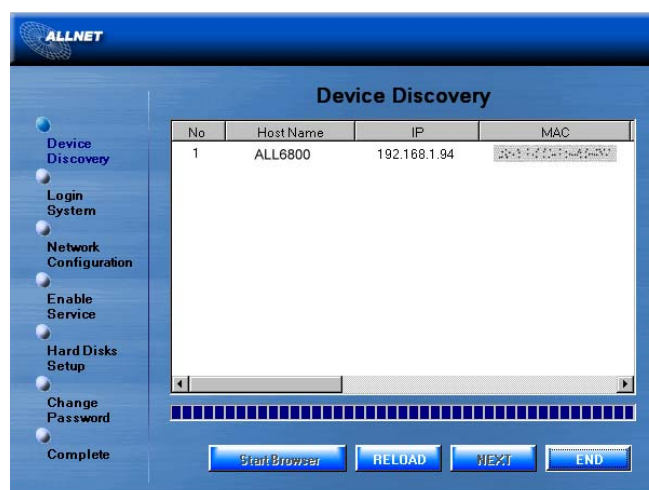 ALLNET
Device Discovery
Device
Discovery
Login
System
Network
Configuration
Enable
Service
Hard Disks
Setup
Change
Password
Complete
No Host Name IP MAC
1 ALL6800 192.168.1.94
Start Browser RELOAD NEXT END